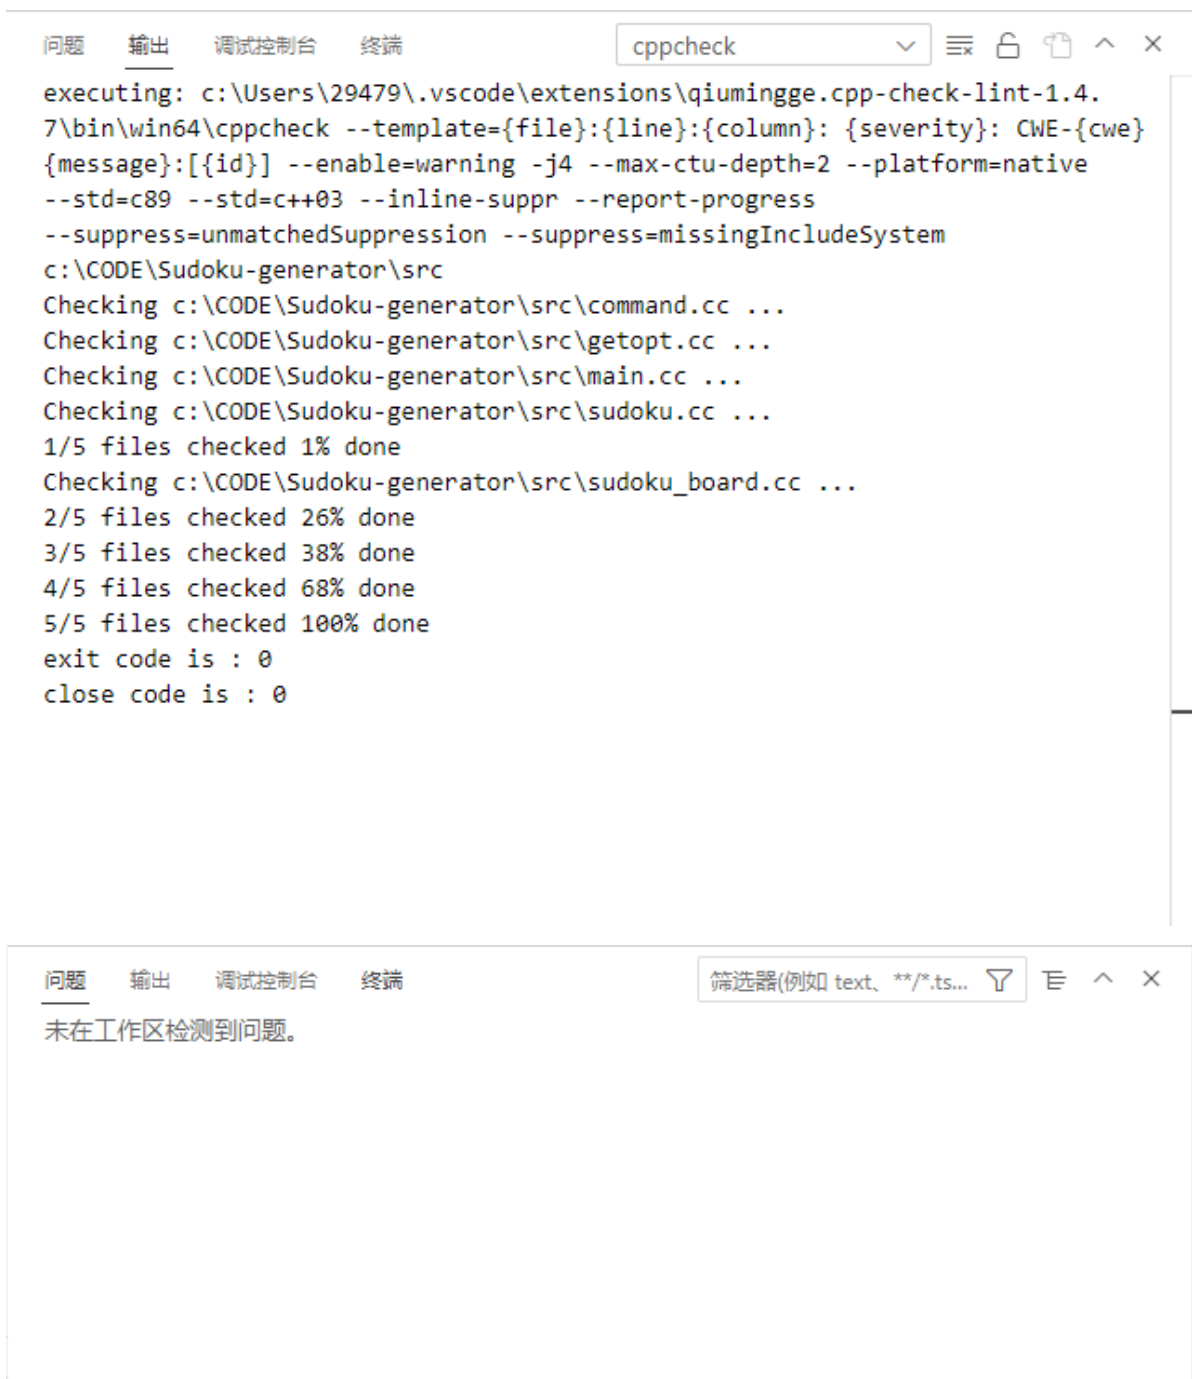 问题 输出 调试控制台 终端 cppcheck
executing: c:\Users\29479\.vscode\extensions\qiumingge.cpp-check-lint-1.4.
7\bin\win64\cppcheck --template={file}:{line}:{column}: {severity}: CWE-{cwe}
{message}:[{id}] --enable=warning -j4 --max-ctu-depth=2 --platform=native
--std=c89 --std=c++03 --inline-suppr --report-progress
--suppress=unmatchedSuppression --suppress=missingIncludeSystem
c:\CODE\Sudoku-generator\src
Checking c:\CODE\Sudoku-generator\src\command.cc ...
Checking c:\CODE\Sudoku-generator\src\getopt.cc ...
Checking c:\CODE\Sudoku-generator\src\main.cc ...
Checking c:\CODE\Sudoku-generator\src\sudoku.cc ...
1/5 files checked 1% done
Checking c:\CODE\Sudoku-generator\src\sudoku_board.cc ...
2/5 files checked 26% done
3/5 files checked 38% done
4/5 files checked 68% done
5/5 files checked 100% done
exit code is : 0
close code is : 0
问题 输出 调试控制台 终端 筛选器(例如 text、**/*.ts...
未在工作区检测到问题。